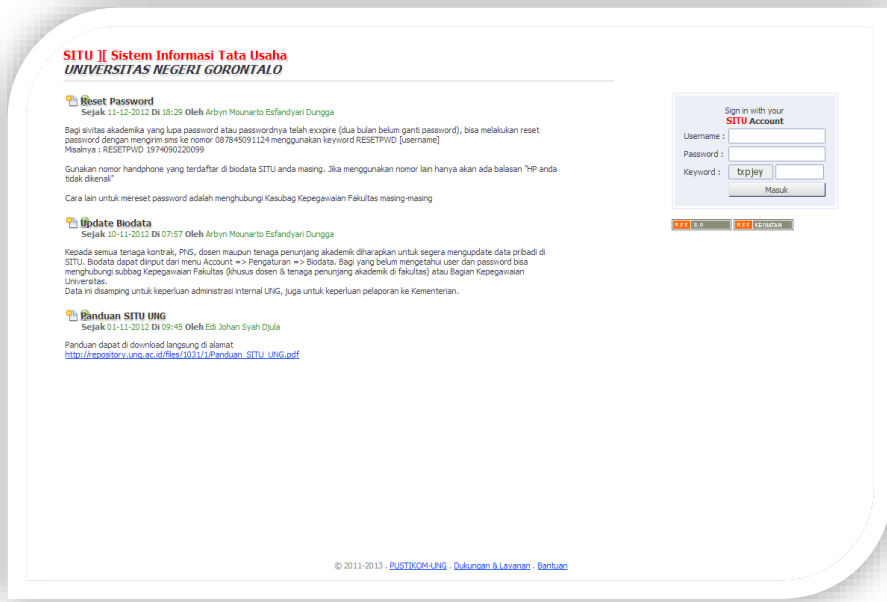 SITU ][ Sistem Informasi Tata Usaha
UNIVERSITAS NEGERI GORONTALO
Reset Password
Sejak 11-12-2012 Di 18:29 Oleh Arbyn Mounarto Esfandyari Dungga
Bagi sivitas akademika yang lupa password atau passwordnya telah exxpire (dua bulan belum ganti password), bisa melakukan reset
password dengan mengirim sms ke nomor 087845091124 menggunakan keyword RESETPWD [username]
Misalnya : RESETPWD 1974090220099
Gunakan nomor handphone yang terdaftar di biodata SITU anda masing. Jika menggunakan nomor lain hanya akan ada balasan "HP anda
tidak dikenali"
Cara lain untuk mereset password adalah menghubungi Kasubag Kepegawaian Fakultas masing-masing
Update Biodata
Sejak 10-11-2012 Di 07:57 Oleh Arbyn Mounarto Esfandyari Dungga
Kepada semua tenaga kontrak, PNS, dosen maupun tenaga penunjang akademik diharapkan untuk segera mengupdate data pribadi di
SITU. Biodata dapat diinput dari menu Account => Pengaturan => Biodata. Bagi yang belum mengetahui user dan password bisa
menghubungi subbag Kepegawaian Fakultas (khusus dosen & tenaga penunjang akademik di fakultas) atau Bagian Kepegawaian
Universitas.
Data ini disamping untuk keperluan administrasi internal UNG, juga untuk keperluan pelaporan ke Kementerian.
Panduan SITU UNG
Sejak 01-11-2012 Di 09:45 Oleh Edi Johan Syah Djula
Panduan dapat di download langsung di alamat
http://repository.ung.ac.id/files/1031/1/Panduan_SITU_UNG.pdf
Sign in with your
SITU Account
Username :
Password :
Keyword : txpjey
Masuk
RSS 2.0 RSS KEGIATAN
© 2011-2013 . PUSTIKOM-UNG . Dukungan & Layanan . Bantuan